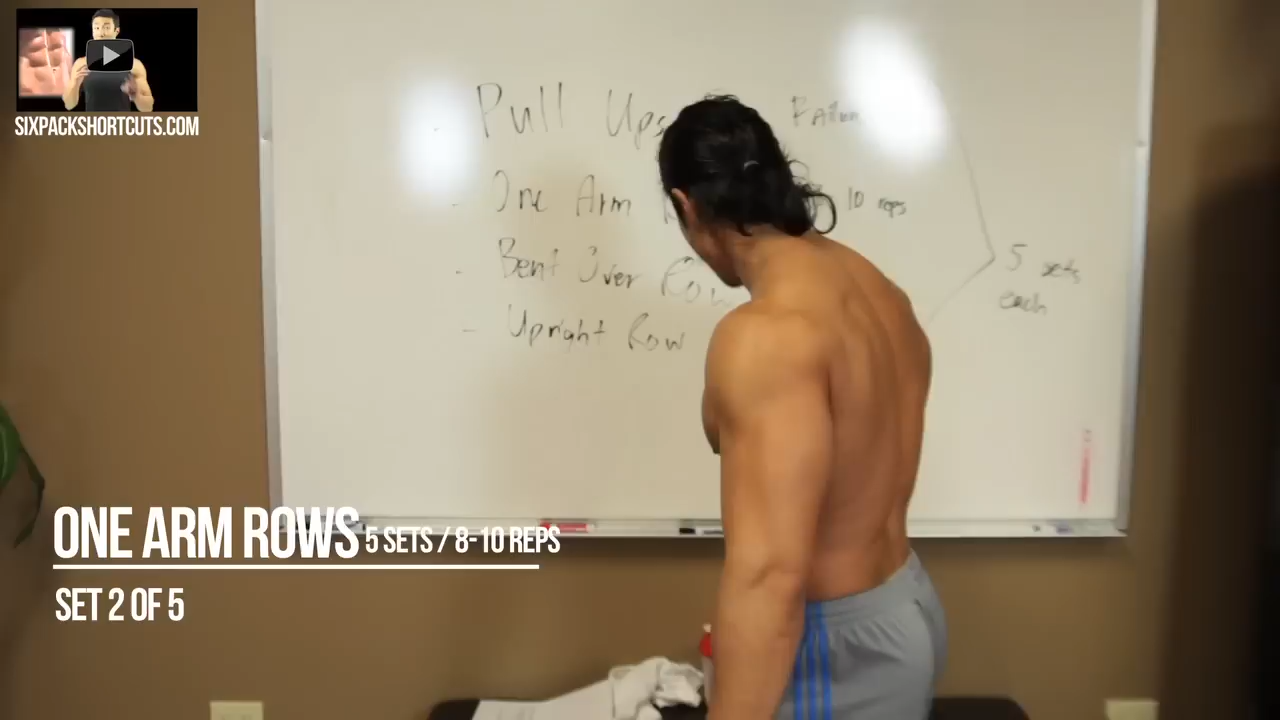 SIXPACKSHORTCUTS.COM
- Pull Ups
- One Arm 10 reps
- Bent Over Row
- Upright Row
5 sets
each
ONE ARM ROWS 5 SETS / 8-10 REPS
SET 2 OF 5